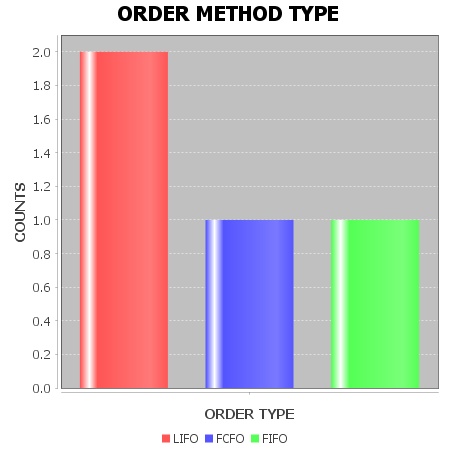 ORDER METHOD TYPE
COUNTS
2.0
1.8
1.6
1.4
1.2
1.0
0.8
0.6
0.4
0.2
0.0
ORDER TYPE
LIFO FCFO FIFO